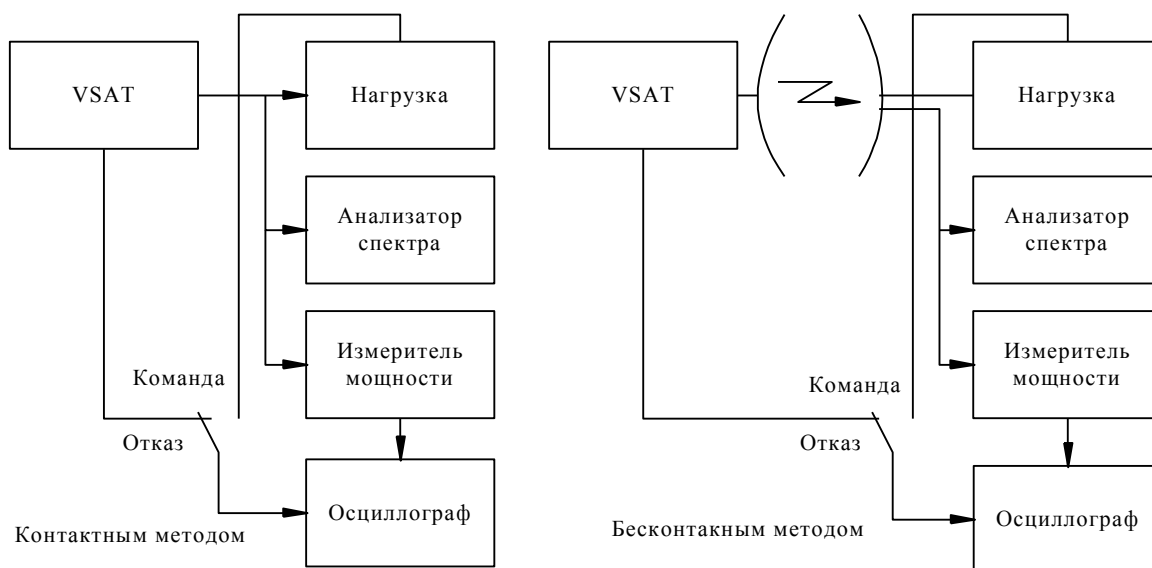 VSAT
Нагрузка
Анализатор
спектра
Измеритель
мощности
Команда
Отказ
Осциллограф
Контактным методом
VSAT
Нагрузка
Анализатор
спектра
Измеритель
мощности
Команда
Отказ
Осциллограф
Бесконтакным методом